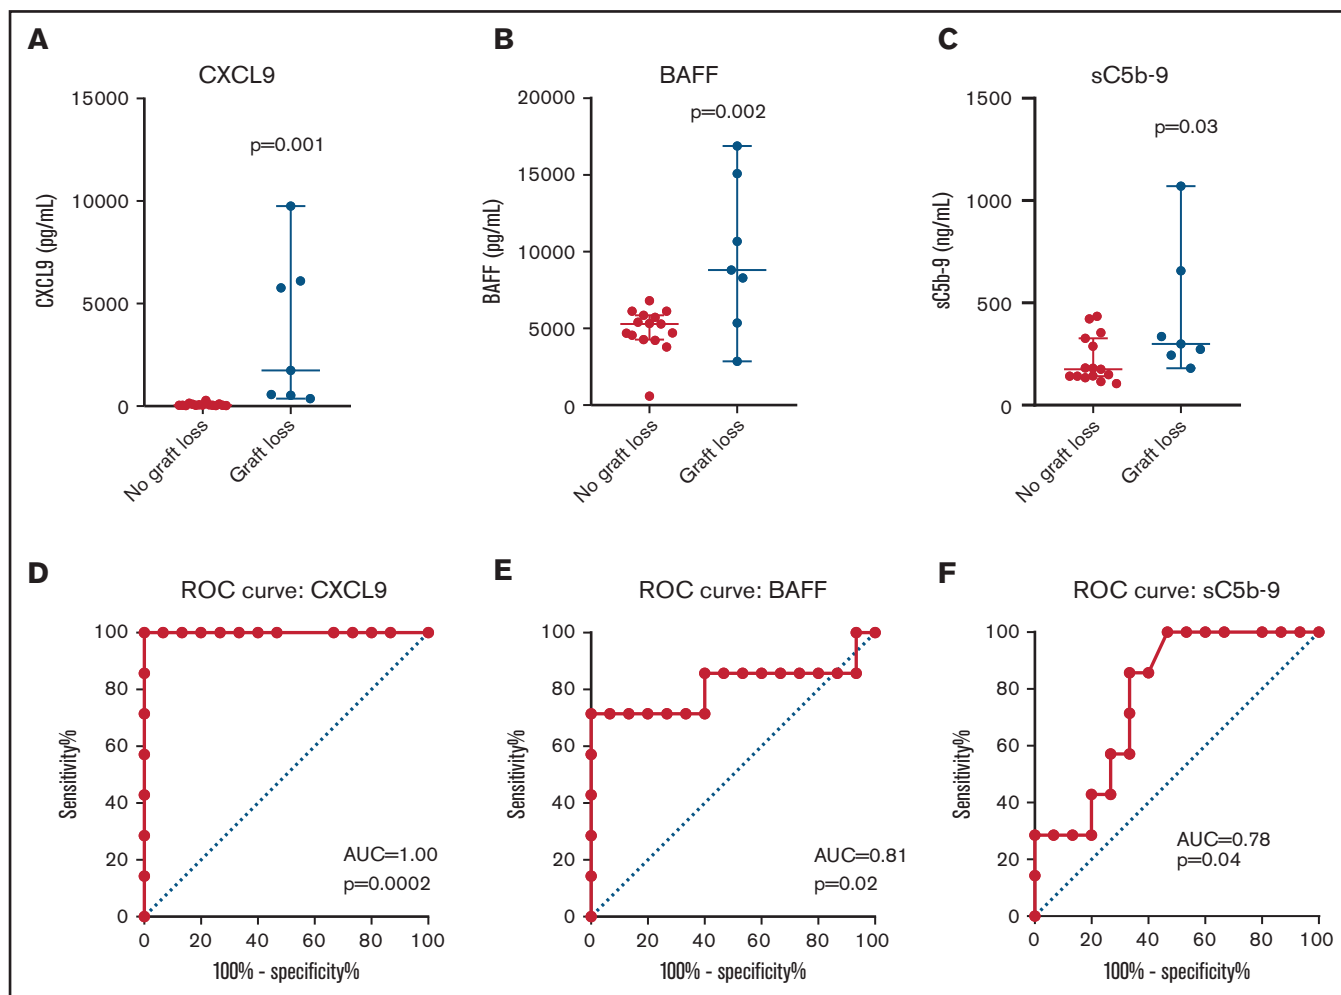 A
CXCL9
p=0.001
CXCL9 (pg/mL)
15000
10000
5000
0
No graft loss
Graft loss
B
BAFF
p=0.002
BAFF (pg/mL)
20000
15000
10000
5000
0
No graft loss
Graft loss
C
sC5b-9
p=0.03
sC5b-9 (ng/mL)
1500
1000
500
0
No graft loss
Graft loss
D
ROC curve: CXCL9
Sensitivity%
100
80
60
40
20
0
AUC=1.00
p=0.0002
0 20 40 60 80 100
100% - specificity%
E
ROC curve: BAFF
Sensitivity%
100
80
60
40
20
0
AUC=0.81
p=0.02
0 20 40 60 80 100
100% - specificity%
F
ROC curve: sC5b-9
Sensitivity%
100
80
60
40
20
0
AUC=0.78
p=0.04
0 20 40 60 80 100
100% - specificity%